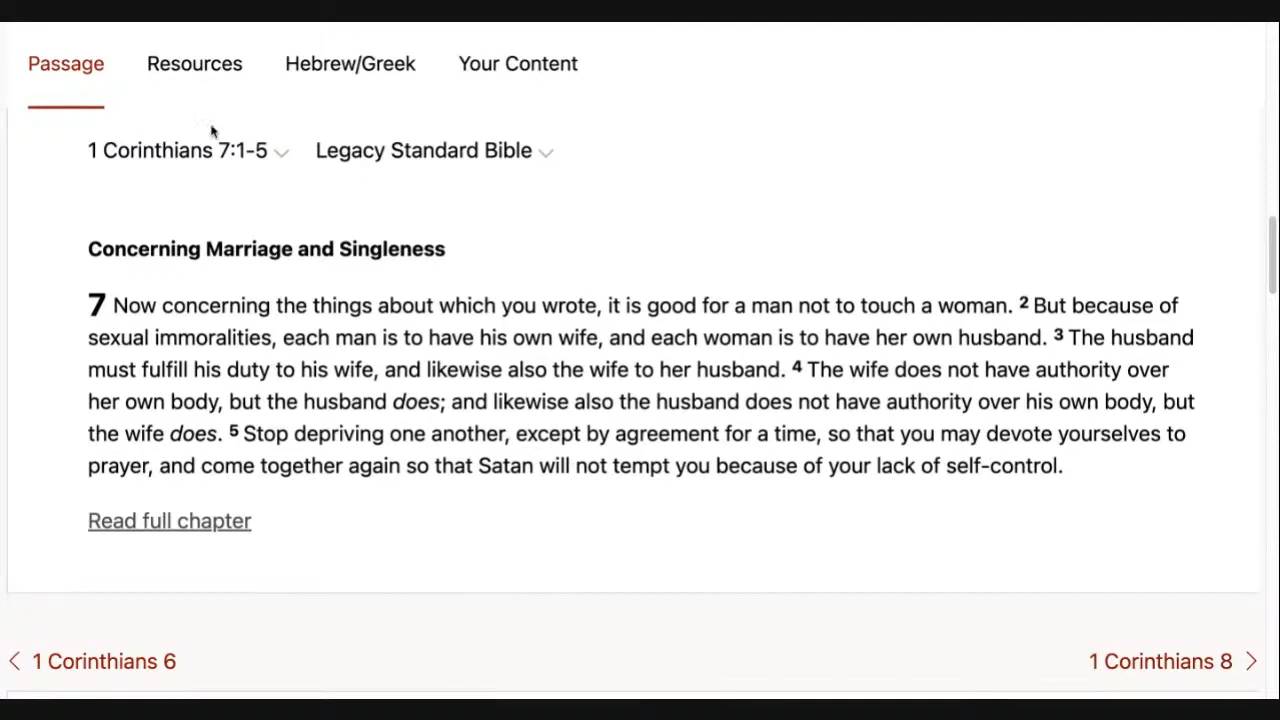 Passage Resources Hebrew/Greek Your Content
1 Corinthians 7:1-5 Legacy Standard Bible
Concerning Marriage and Singleness
7 Now concerning the things about which you wrote, it is good for a man not to touch a woman. 2 But because of
sexual immoralities, each man is to have his own wife, and each woman is to have her own husband. 3 The husband
must fulfill his duty to his wife, and likewise also the wife to her husband. 4 The wife does not have authority over
her own body, but the husband does; and likewise also the husband does not have authority over his own body, but
the wife does. 5 Stop depriving one another, except by agreement for a time, so that you may devote yourselves to
prayer, and come together again so that Satan will not tempt you because of your lack of self-control.
Read full chapter
1 Corinthians 6 1 Corinthians 8